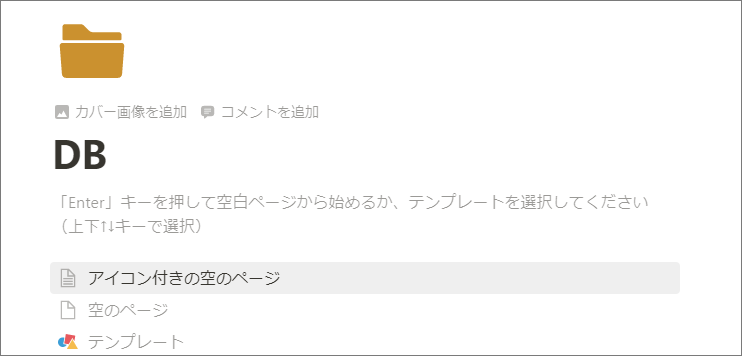 カバー画像を追加 コメントを追加
DB
「Enter」キーを押して空白ページから始めるか、テンプレートを選択してください
（上下↑↓キーで選択）
アイコン付きの空のページ
空のページ
テンプレート